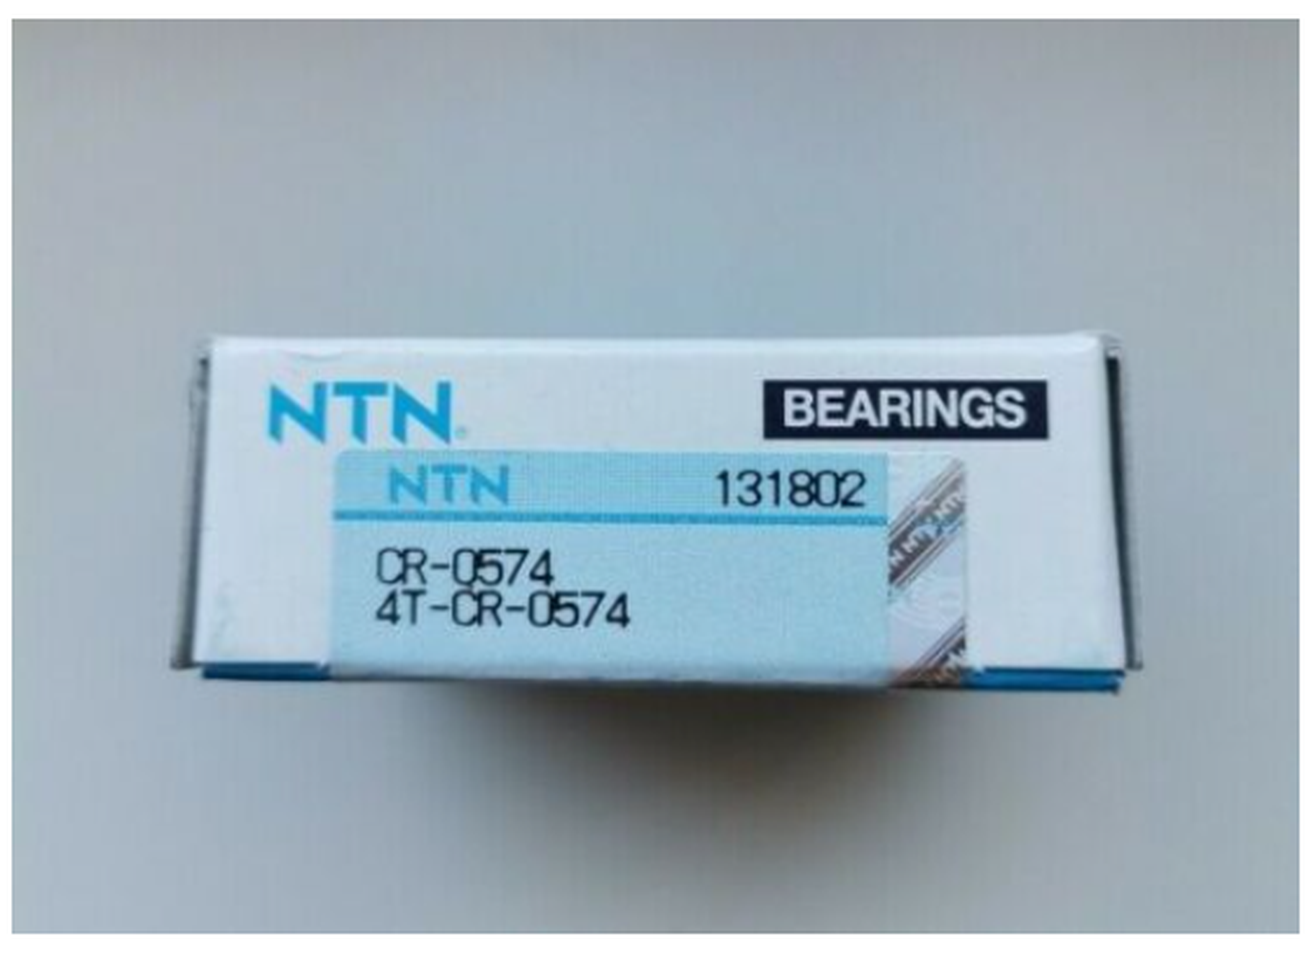 NTN
BEARINGS
NTN 131802
CR-0574
4T-CR-0574